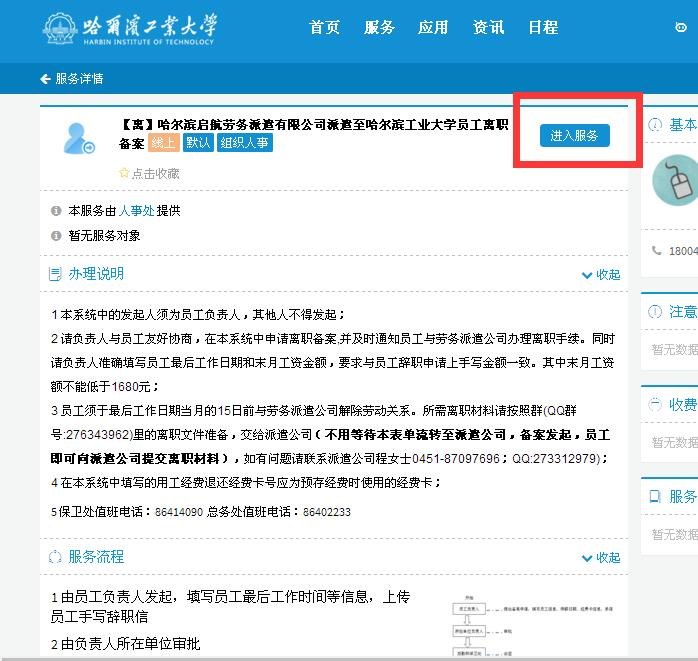 哈爾濱工業大學
HARBIN INSTITUTE OF TECHNOLOGY
首页 服务 应用 资讯 日程
服务详情
【离】哈尔滨启航劳务派遣有限公司派遣至哈尔滨工业大学员工离职
备案 线上 默认 组织人事
进入服务
点击收藏
基本
本服务由 人事处 提供
暂无服务对象
18004
办理说明 收起
注意
暂无数据
1 本系统中的发起人须为员工负责人，其他人不得发起；
2 请负责人与员工友好协商，在本系统中申请离职备案,并及时通知员工与劳务派遣公司办理离职手续。同时
请负责人准确填写员工最后工作日期和末月工资金额，要求与员工辞职申请上手写金额一致。其中末月工资
额不能低于1680元；
收费
暂无数据
3 员工须于最后工作日期当月的15日前与劳务派遣公司解除劳动关系。所需离职材料请按照群(QQ群
号:276343962)里的离职文件准备，交给派遣公司（不用等待本表单流转至派遣公司，备案发起，员工
即可向派遣公司提交离职材料），如有问题请联系派遣公司程女士0451-87097696；QQ:273312979)；
4 在本系统中填写的用工经费退还经费卡号应为预存经费时使用的经费卡；
5保卫处值班电话：86414090 总务处值班电话：86402233
服务
暂无数据
服务流程 收起
1 由员工负责人发起，填写员工最后工作时间等信息，上传
员工手写辞职信
2 由负责人所在单位审批
开始
员工负责人